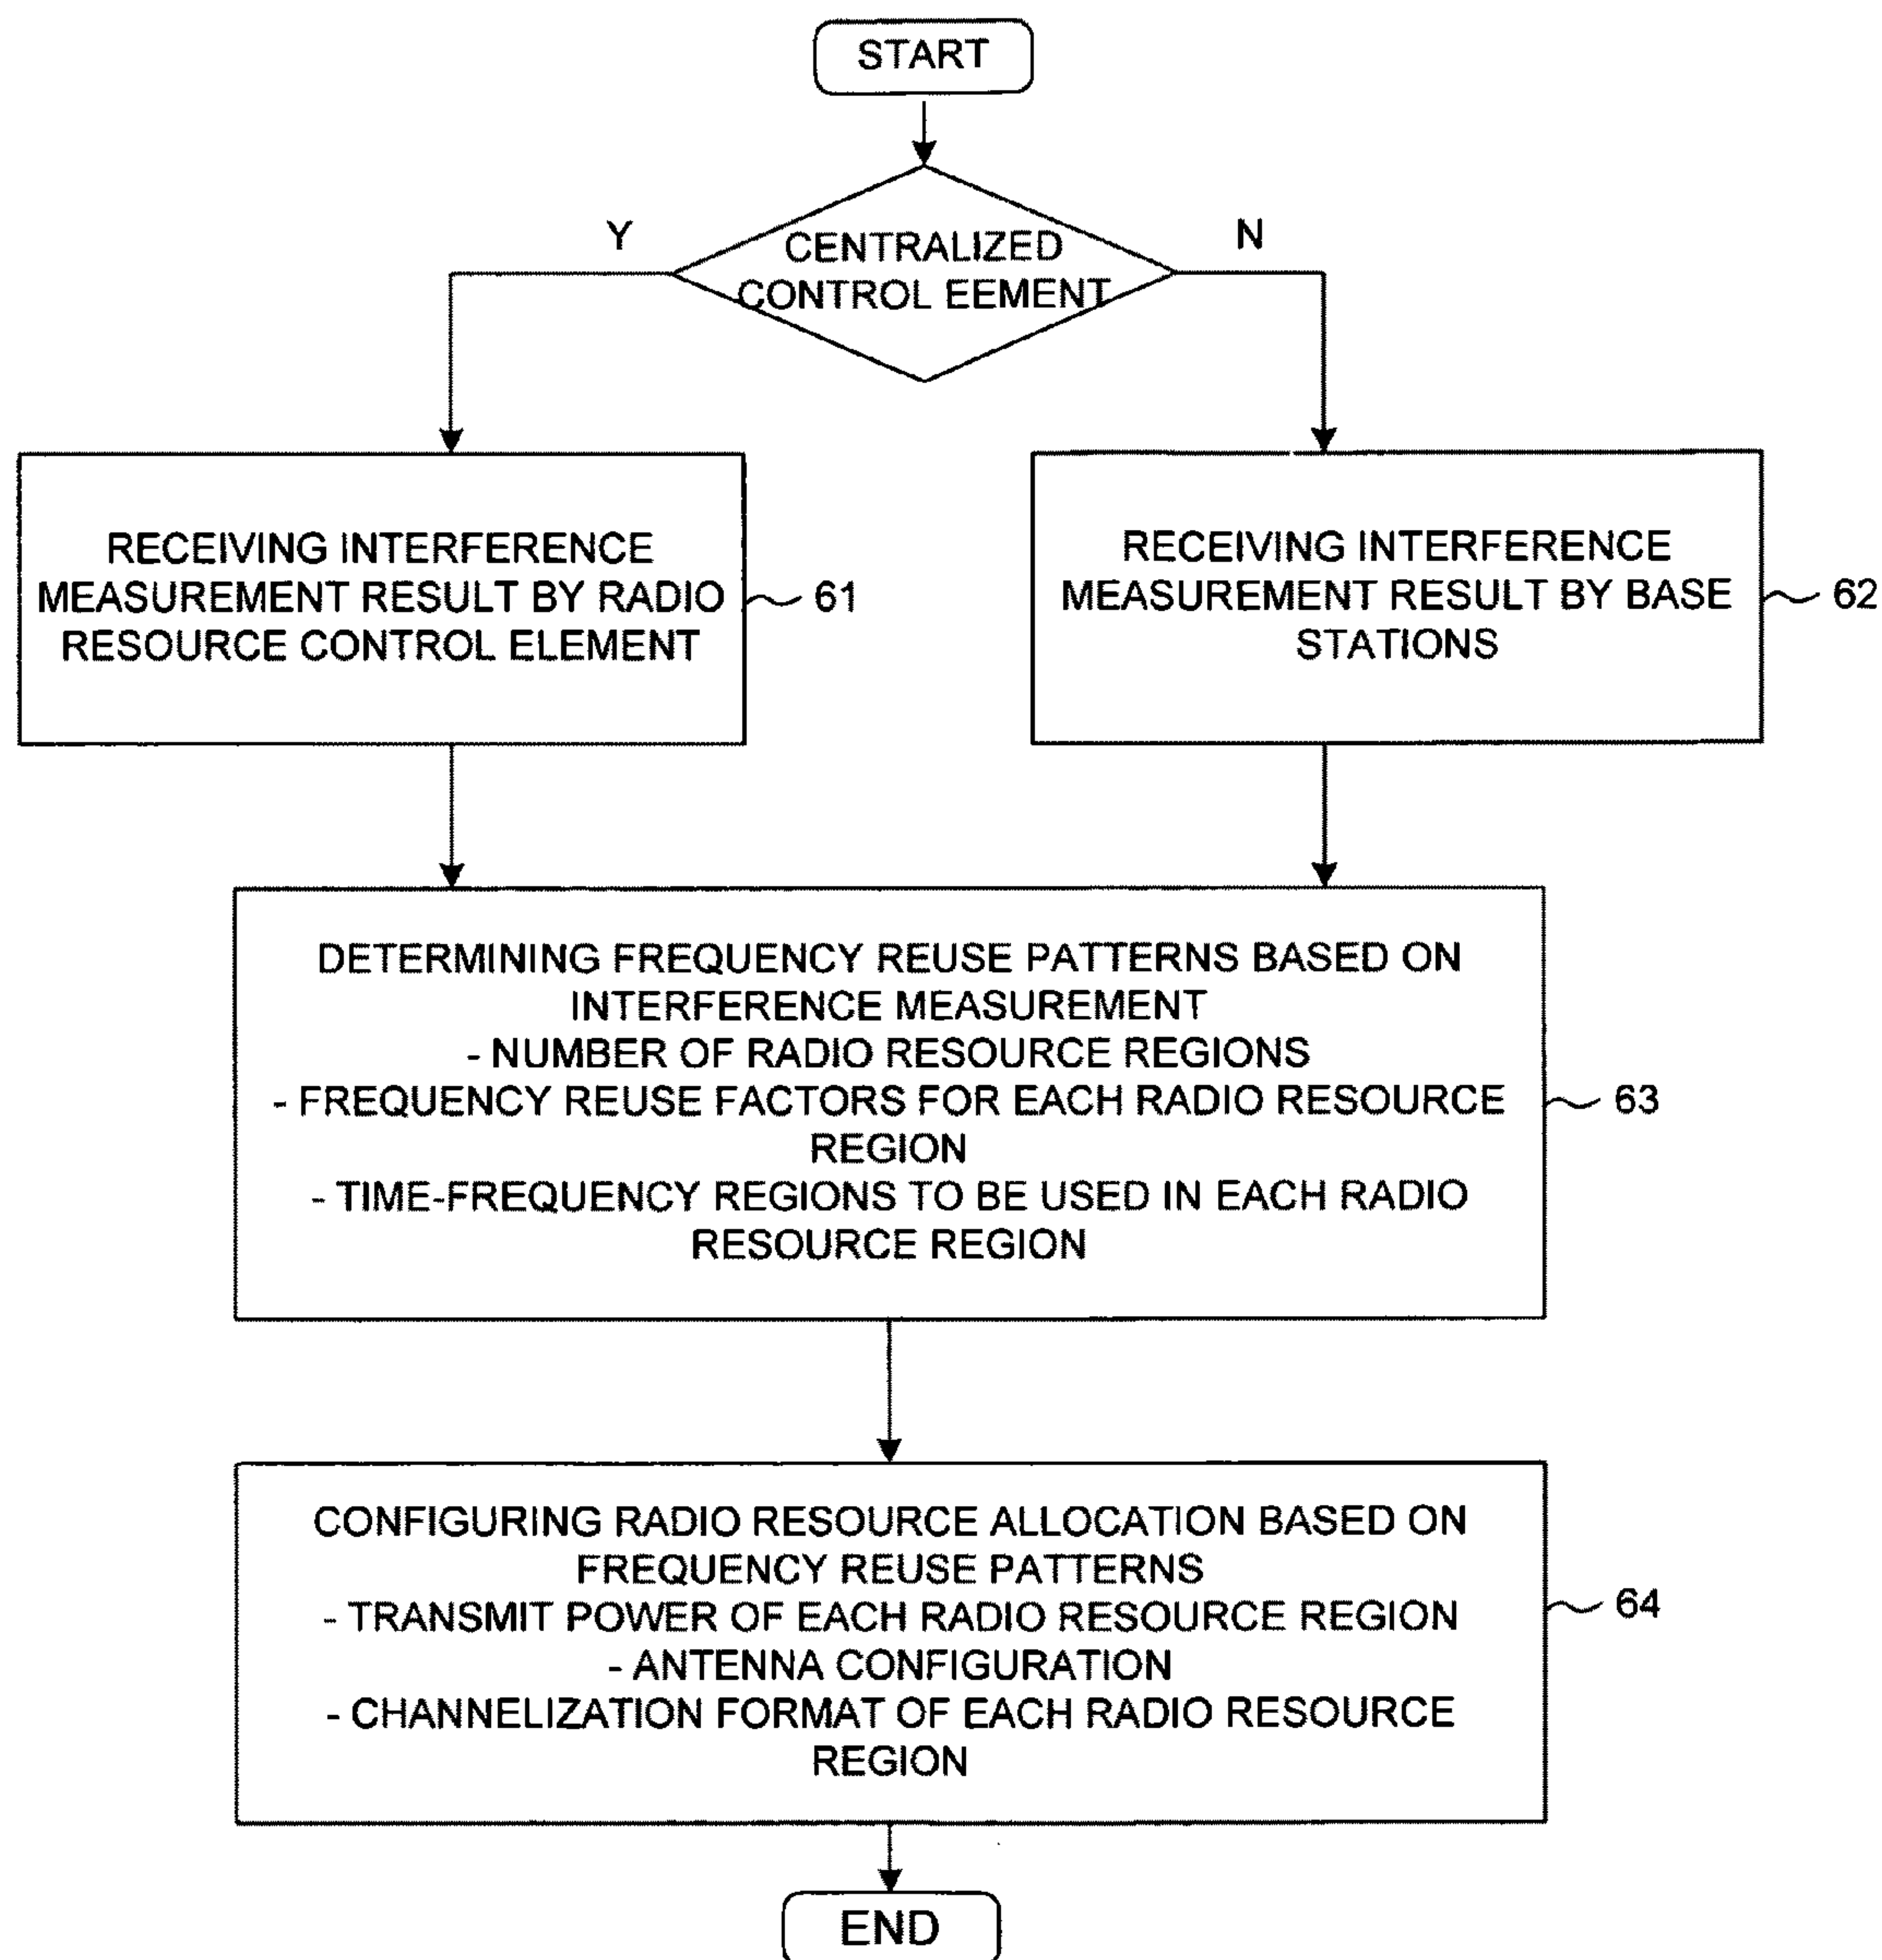 START
Y
N
CENTRALIZED
CONTROL EEMENT
RECEIVING INTERFERENCE
MEASUREMENT RESULT BY RADIO
RESOURCE CONTROL ELEMENT
61
RECEIVING INTERFERENCE
MEASUREMENT RESULT BY BASE
STATIONS
62
DETERMINING FREQUENCY REUSE PATTERNS BASED ON
INTERFERENCE MEASUREMENT
- NUMBER OF RADIO RESOURCE REGIONS
- FREQUENCY REUSE FACTORS FOR EACH RADIO RESOURCE
REGION
- TIME-FREQUENCY REGIONS TO BE USED IN EACH RADIO
RESOURCE REGION
63
CONFIGURING RADIO RESOURCE ALLOCATION BASED ON
FREQUENCY REUSE PATTERNS
- TRANSMIT POWER OF EACH RADIO RESOURCE REGION
- ANTENNA CONFIGURATION
- CHANNELIZATION FORMAT OF EACH RADIO RESOURCE
REGION
64
END